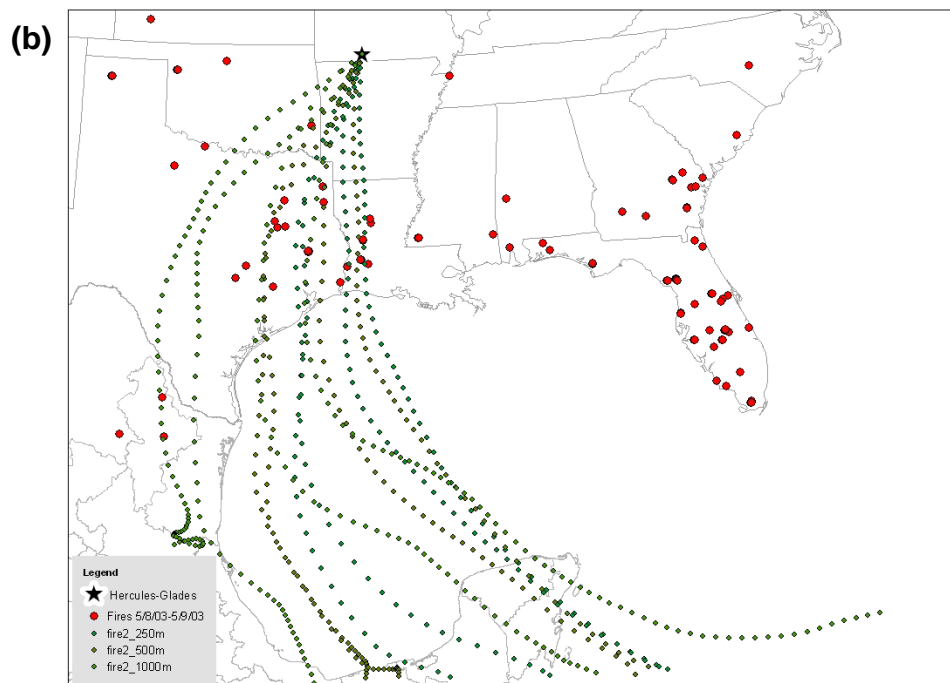 (b)
Legend
Hercules-Glades
Fires 5/8/03-5/9/03
fire2_250m
fire2_500m
fire2_1000m